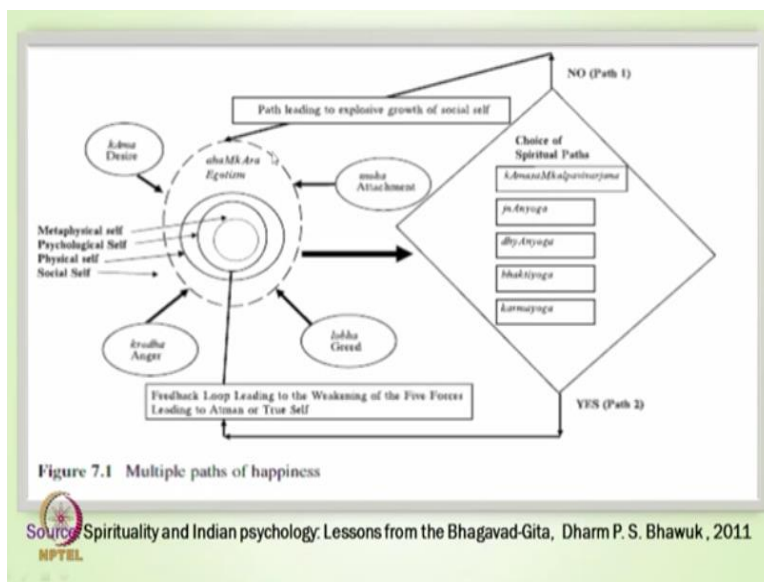 NO (Path 1)
Path leading to explosive growth of social self
kAma
Desire
ahaMkAra
Egotism
moha
Attachment
Choice of
Spiritual Paths
kAmasaMkalpavivarjana
jnAnyoga
dhyAnyoga
bhaktiyoga
karmayoga
Metaphysical self
Psychological Self
Physical self
Social Self
krodha
Anger
lobha
Greed
Feedback Loop Leading to the Weakening of the Five Forces
Leading to Atman or True Self
YES (Path 2)
Figure 7.1 Multiple paths of happiness
Source: Spirituality and Indian psychology: Lessons from the Bhagavad-Gita, Dharm P. S. Bhawuk, 2011
NPTEL